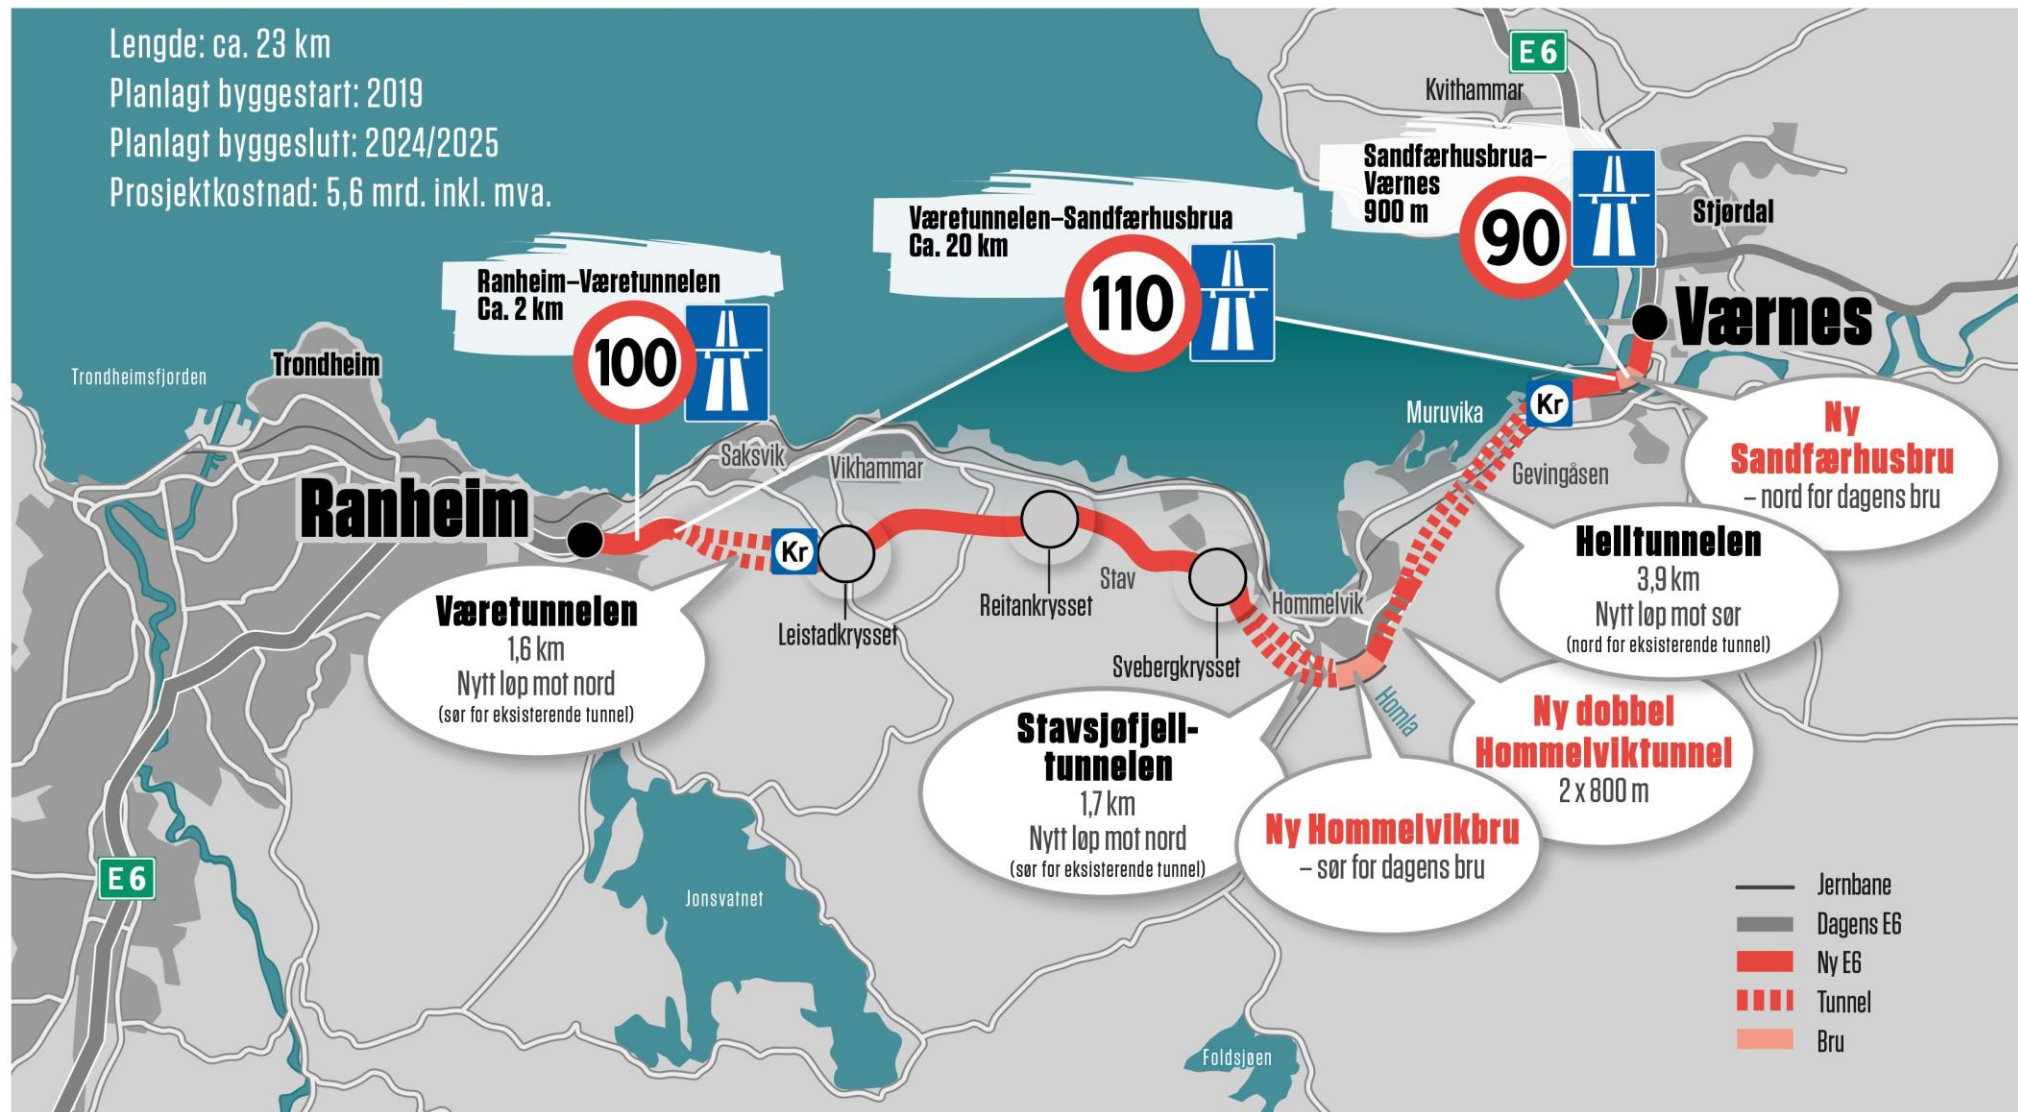 Lengde: ca. 23 km
Planlagt byggestart: 2019
Planlagt byggeslutt: 2024/2025
Prosjektkostnad: 5,6 mrd. inkl. mva.
E6
Kvithammar
Sandfærhusbrua–
Værnes
900 m
90
Stjørdal
Værnes
Væretunnelen–Sandfærhusbrua
Ca. 20 km
110
Ranheim–Væretunnelen
Ca. 2 km
100
Trondheimsfjorden
Trondheim
Ranheim
Saksvik
Vikhammar
Muruvika
Kr
Gevingåsen
Ny
Sandfærhusbru
– nord for dagens bru
Kr
Leistadkrysset
Reitankrysset
Stav
Svebergkrysset
Hommelvik
Homla
Væretunnelen
1,6 km
Nytt løp mot nord
(sør for eksisterende tunnel)
Helltunnelen
3,9 km
Nytt løp mot sør
(nord for eksisterende tunnel)
Stavsjøfjell-
tunnelen
1,7 km
Nytt løp mot nord
(sør for eksisterende tunnel)
Ny dobbel
Hommelviktunnel
2 x 800 m
Ny Hommelvikbru
– sør for dagens bru
E6
Jonsvatnet
Foldsjøen
Jernbane
Dagens E6
Ny E6
Tunnel
Bru